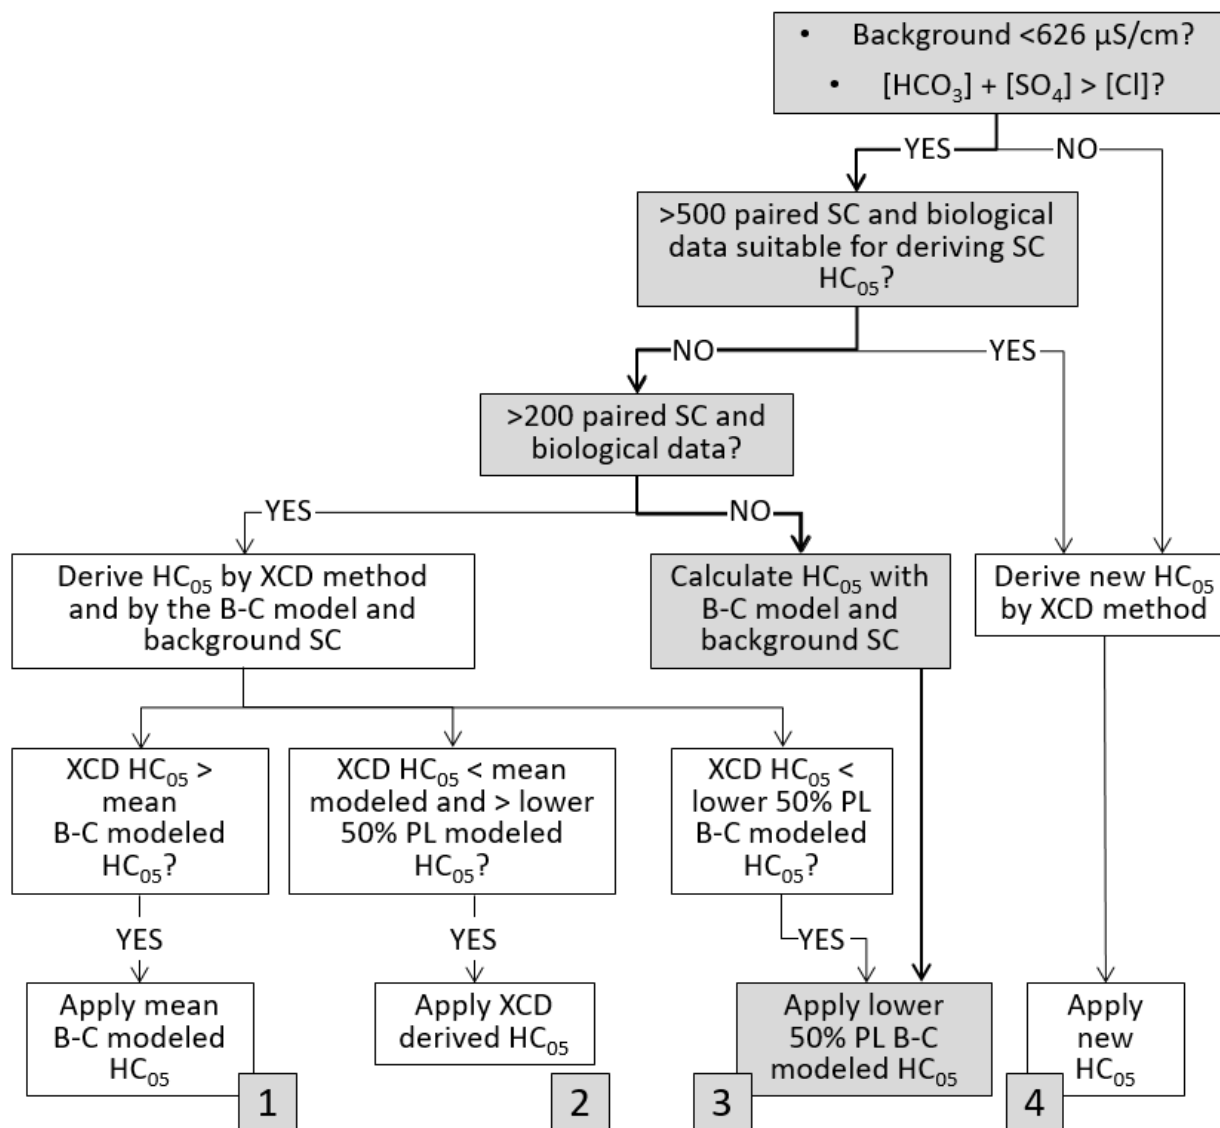 • Background <626 µS/cm?
• [HCO₃] + [SO₄] > [Cl]?
YES
NO
>500 paired SC and biological
data suitable for deriving SC
HC₀₅?
NO
YES
>200 paired SC and
biological data?
YES
NO
Derive HC₀₅ by XCD method
and by the B-C model and
background SC
Calculate HC₀₅ with
B-C model and
background SC
Derive new HC₀₅
by XCD method
XCD HC₀₅ >
mean
B-C modeled
HC₀₅?
XCD HC₀₅ < mean
modeled and > lower
50% PL modeled
HC₀₅?
XCD HC₀₅ <
lower 50% PL
B-C modeled
HC₀₅?
YES
YES
YES
Apply mean
B-C modeled
HC₀₅
1
Apply XCD
derived HC₀₅
2
Apply lower
50% PL B-C
modeled HC₀₅
3
Apply
new
HC₀₅
4